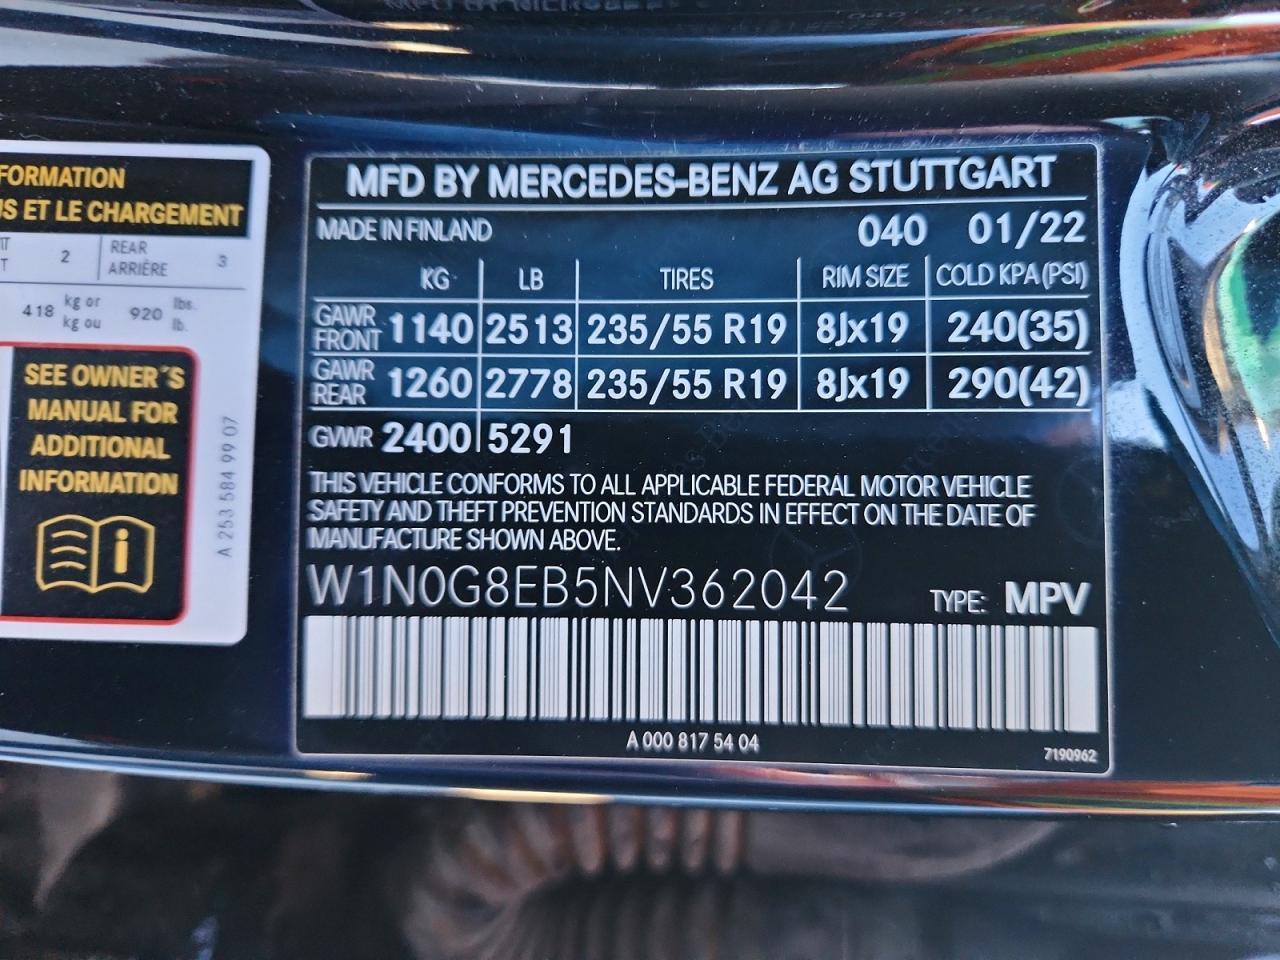 FORMATION
S ET LE CHARGEMENT
2 REAR ARRIÈRE 3
418 kg or kg ou 920 lbs. lb.
SEE OWNER´S
MANUAL FOR
ADDITIONAL
INFORMATION
A 253 584 99 07
MFD BY MERCEDES-BENZ AG STUTTGART
MADE IN FINLAND 040 01/22
KG LB TIRES RIM SIZE COLD KPA(PSI)
GAWR FRONT 1140 2513 235/55 R19 8Jx19 240(35)
GAWR REAR 1260 2778 235/55 R19 8Jx19 290(42)
GVWR 2400 5291
THIS VEHICLE CONFORMS TO ALL APPLICABLE FEDERAL MOTOR VEHICLE
SAFETY AND THEFT PREVENTION STANDARDS IN EFFECT ON THE DATE OF
MANUFACTURE SHOWN ABOVE.
W1N0G8EB5NV362042 TYPE: MPV
A 000 817 54 04
7190962